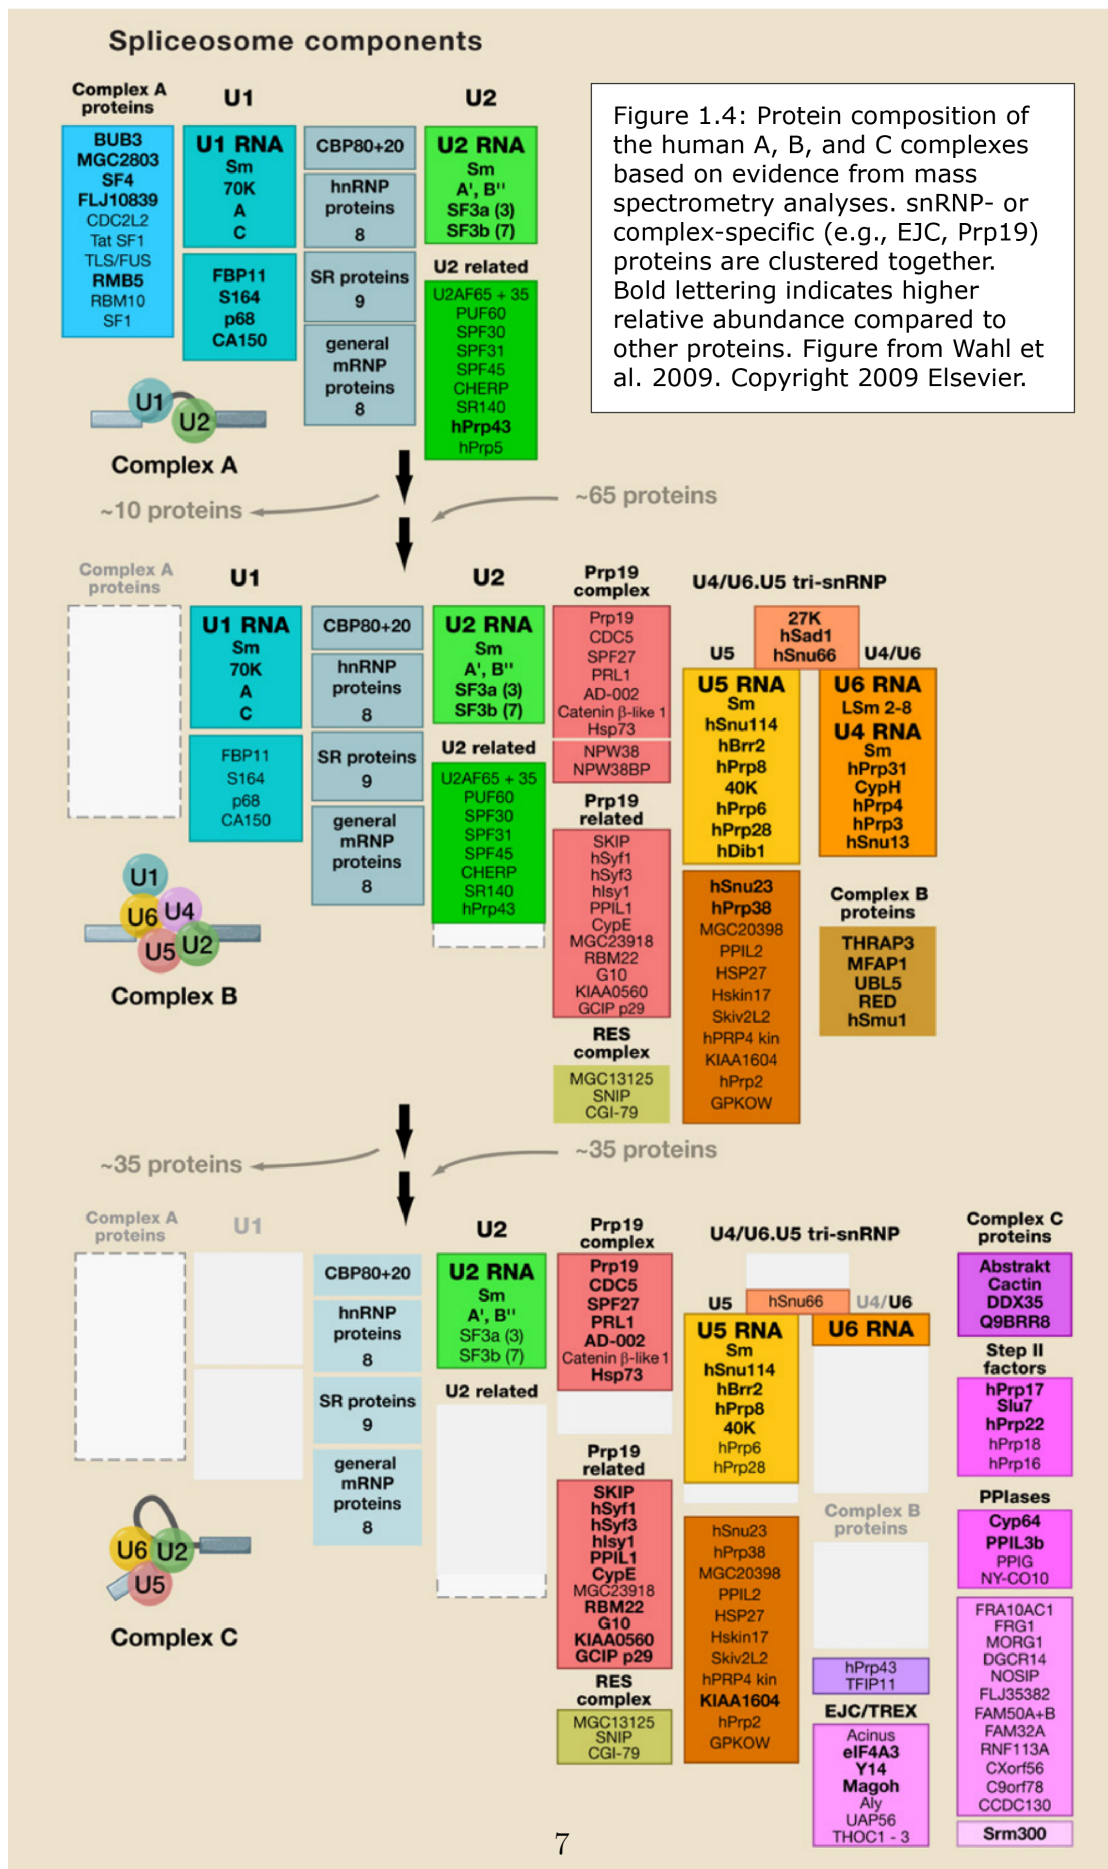 Spliceosome components
Complex A
proteins
BUB3
MGC2803
SF4
FLJ10839
CDC2L2
Tat SF1
TLS/FUS
RMB5
RBM10
SF1
U1
U1 RNA
Sm
70K
A
C
FBP11
S164
p68
CA150
CBP80+20
hnRNP
proteins
8
SR proteins
9
general
mRNP
proteins
8
U2
U2 RNA
Sm
A', B''
SF3a (3)
SF3b (7)
U2 related
U2AF65 + 35
PUF60
SPF30
SPF31
SPF45
CHERP
SR140
hPrp43
hPrp5
Figure 1.4: Protein composition of
the human A, B, and C complexes
based on evidence from mass
spectrometry analyses. snRNP- or
complex-specific (e.g., EJC, Prp19)
proteins are clustered together.
Bold lettering indicates higher
relative abundance compared to
other proteins. Figure from Wahl et
al. 2009. Copyright 2009 Elsevier.
U1
U2
Complex A
~10 proteins
~65 proteins
Complex A
proteins
U1
U1 RNA
Sm
70K
A
C
FBP11
S164
p68
CA150
CBP80+20
hnRNP
proteins
8
SR proteins
9
general
mRNP
proteins
8
U2
U2 RNA
Sm
A', B''
SF3a (3)
SF3b (7)
U2 related
U2AF65 + 35
PUF60
SPF30
SPF31
SPF45
CHERP
SR140
hPrp43
Prp19
complex
Prp19
CDC5
SPF27
PRL1
AD-002
Catenin β-like 1
Hsp73
NPW38
NPW38BP
Prp19
related
SKIP
hSyf1
hSyf3
hIsy1
PPIL1
CypE
MGC23918
RBM22
G10
KIAA0560
GCIP p29
RES
complex
MGC13125
SNIP
CGI-79
U4/U6.U5 tri-snRNP
27K
hSad1
hSnu66
U5
U5 RNA
Sm
hSnu114
hBrr2
hPrp8
40K
hPrp6
hPrp28
hDib1
hSnu23
hPrp38
MGC20398
PPIL2
HSP27
Hskin17
Skiv2L2
hPRP4 kin
KIAA1604
hPrp2
GPKOW
U4/U6
U6 RNA
LSm 2-8
U4 RNA
Sm
hPrp31
CypH
hPrp4
hPrp3
hSnu13
Complex B
proteins
THRAP3
MFAP1
UBL5
RED
hSmu1
U1
U6
U4
U5
U2
Complex B
~35 proteins
~35 proteins
Complex A
proteins
U1
CBP80+20
hnRNP
proteins
8
SR proteins
9
general
mRNP
proteins
8
U2
U2 RNA
Sm
A', B''
SF3a (3)
SF3b (7)
U2 related
Prp19
complex
Prp19
CDC5
SPF27
PRL1
AD-002
Catenin β-like 1
Hsp73
Prp19
related
SKIP
hSyf1
hSyf3
hIsy1
PPIL1
CypE
MGC23918
RBM22
G10
KIAA0560
GCIP p29
RES
complex
MGC13125
SNIP
CGI-79
U4/U6.U5 tri-snRNP
hSnu66
U5
U5 RNA
Sm
hSnu114
hBrr2
hPrp8
40K
hPrp6
hPrp28
hSnu23
hPrp38
MGC20398
PPIL2
HSP27
Hskin17
Skiv2L2
hPRP4 kin
KIAA1604
hPrp2
GPKOW
U4/U6
U6 RNA
Complex B
proteins
hPrp43
TFIP11
EJC/TREX
Acinus
eIF4A3
Y14
Magoh
Aly
UAP56
THOC1 - 3
Complex C
proteins
Abstrakt
Cactin
DDX35
Q9BRR8
Step II
factors
hPrp17
Slu7
hPrp22
hPrp18
hPrp16
PPIases
Cyp64
PPIL3b
PPIG
NY-CO10
FRA10AC1
FRG1
MORG1
DGCR14
NOSIP
FLJ35382
FAM50A+B
FAM32A
RNF113A
CXorf56
C9orf78
CCDC130
Srm300
U6
U2
U5
Complex C
7